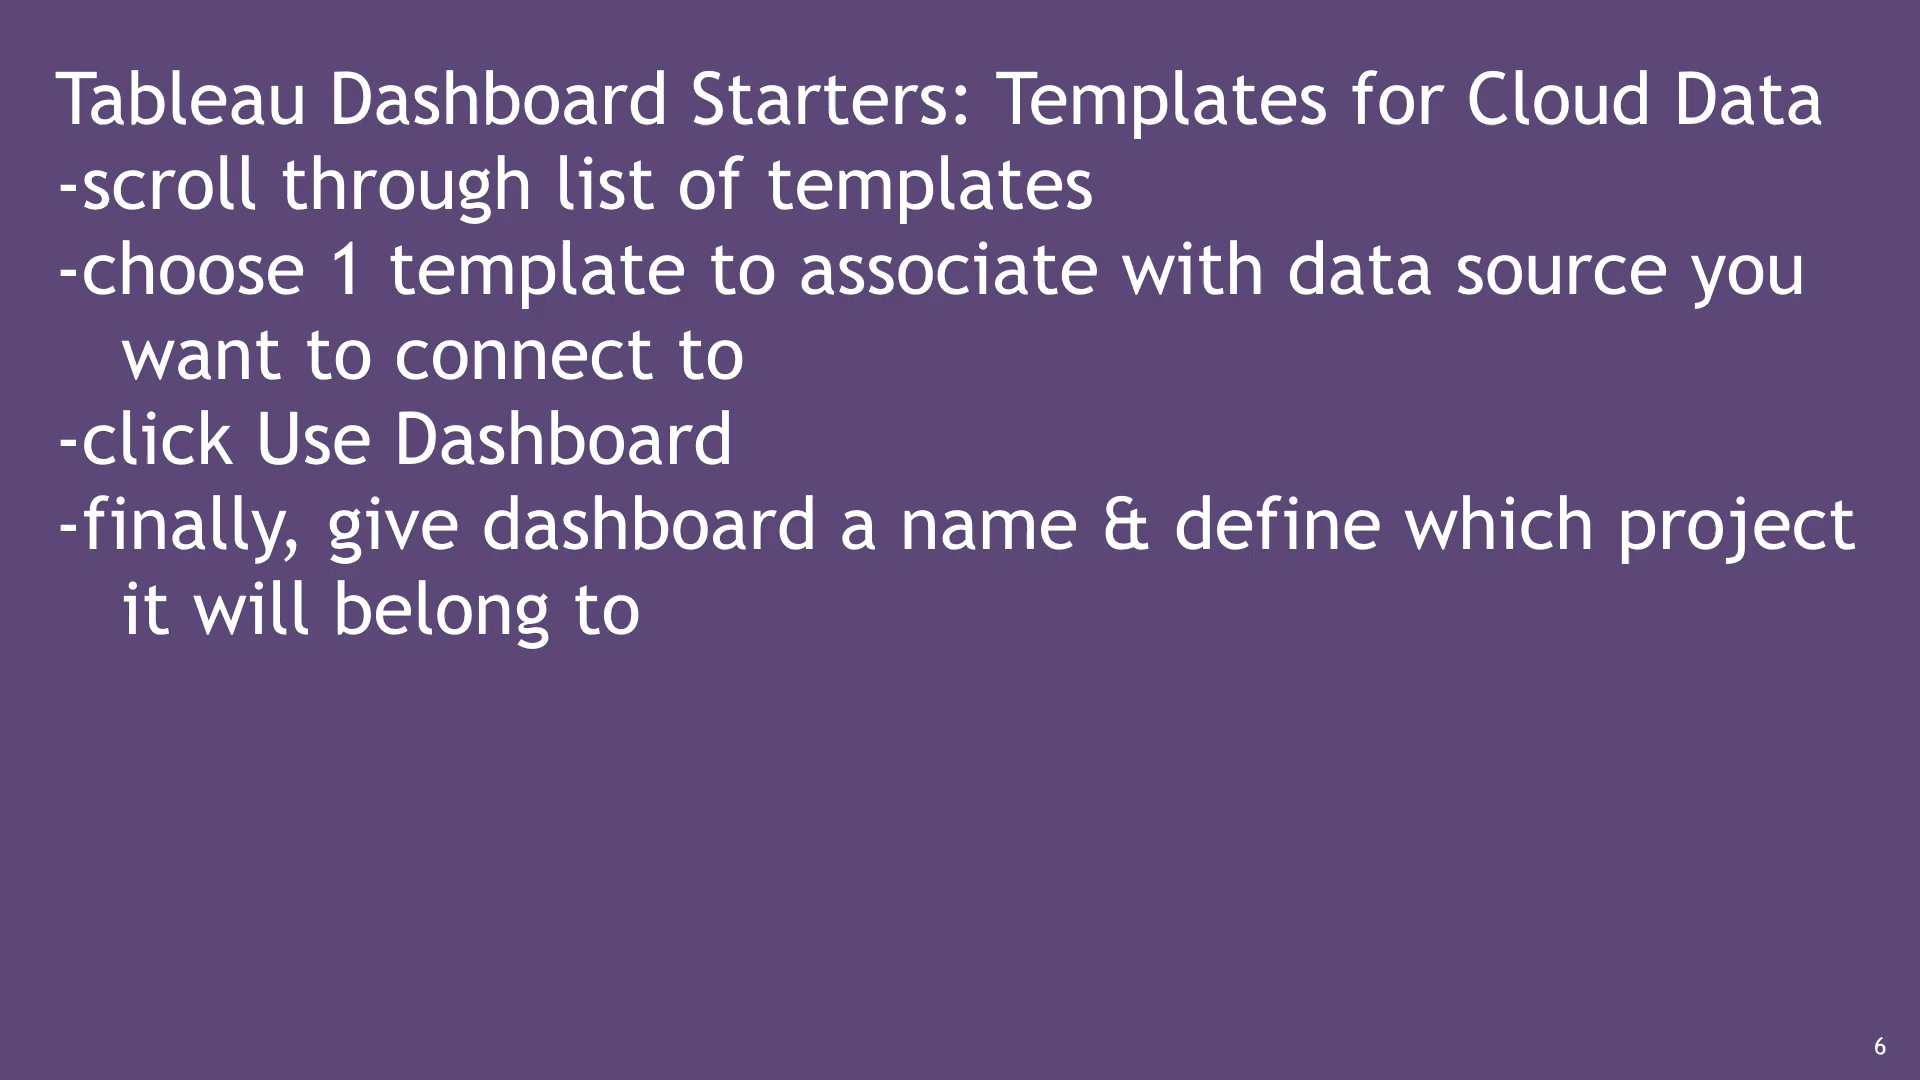 Tableau Dashboard Starters: Templates for Cloud Data
-scroll through list of templates
-choose 1 template to associate with data source you
want to connect to
-click Use Dashboard
-finally, give dashboard a name & define which project
it will belong to
6